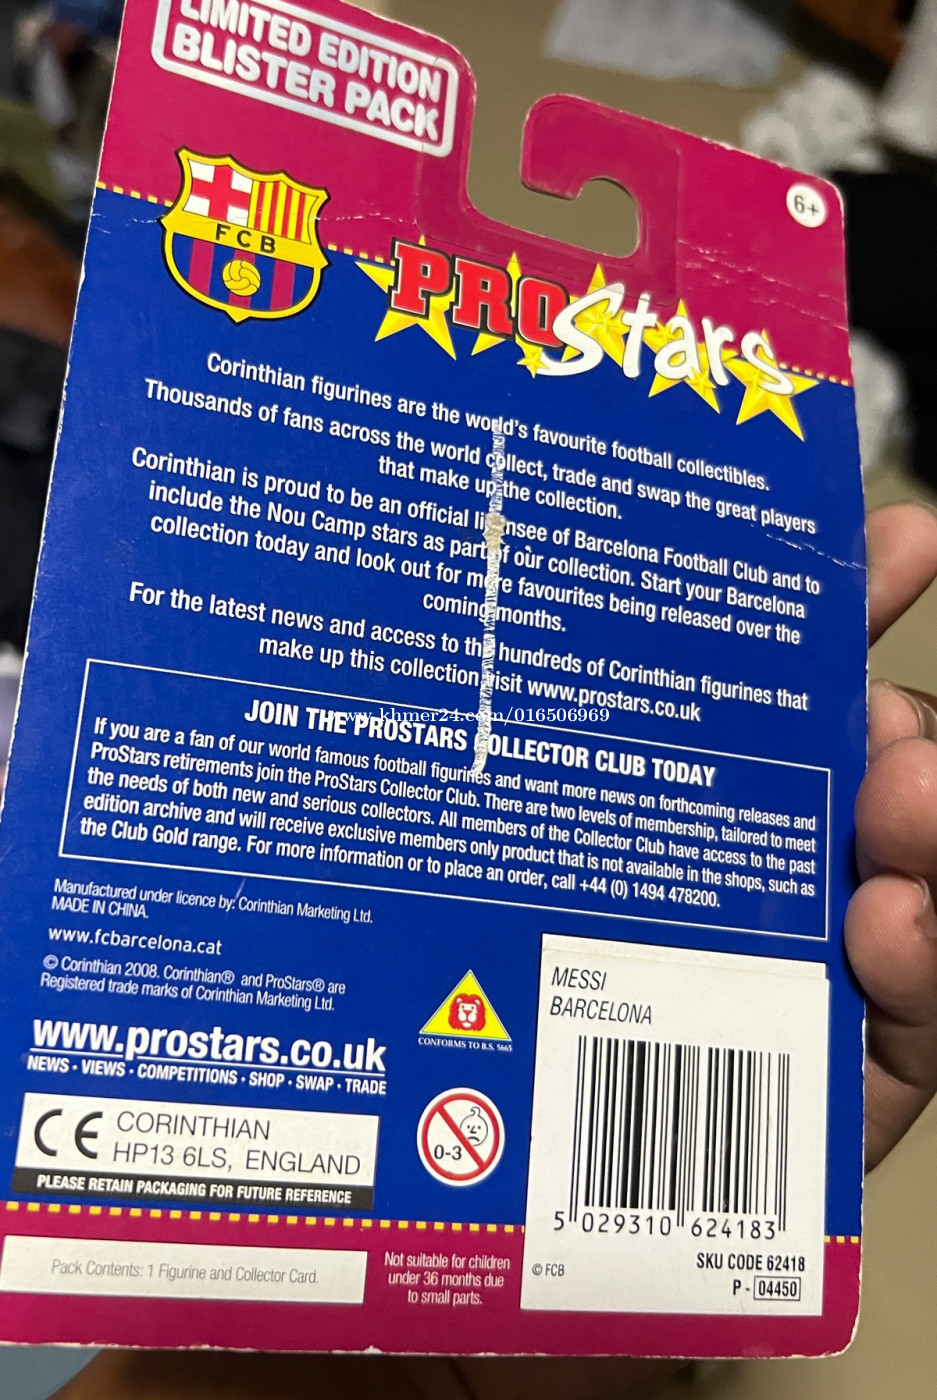 LIMITED EDITION
BLISTER PACK
6+
FCB
PROStars
Corinthian figurines are the world's favourite football collectibles.
Thousands of fans across the world collect, trade and swap the great players
that make up the collection.
Corinthian is proud to be an official licensee of Barcelona Football Club and to
include the Nou Camp stars as part of our collection. Start your Barcelona
collection today and look out for more favourites being released over the
coming months.
For the latest news and access to the hundreds of Corinthian figurines that
make up this collection visit www.prostars.co.uk
www.khmer24.com/016506969
JOIN THE PROSTARS COLLECTOR CLUB TODAY
If you are a fan of our world famous football figurines and want more news on forthcoming releases and
ProStars retirements join the ProStars Collector Club. There are two levels of membership, tailored to meet
the needs of both new and serious collectors. All members of the Collector Club have access to the past
edition archive and will receive exclusive members only product that is not available in the shops, such as
the Club Gold range. For more information or to place an order, call +44 (0) 1494 478200.
Manufactured under licence by: Corinthian Marketing Ltd.
MADE IN CHINA.
www.fcbarcelona.cat
© Corinthian 2008. Corinthian® and ProStars® are
Registered trade marks of Corinthian Marketing Ltd.
www.prostars.co.uk
NEWS · VIEWS · COMPETITIONS · SHOP · SWAP · TRADE
CONFORMS TO B.S. 5665
CE CORINTHIAN
HP13 6LS, ENGLAND
PLEASE RETAIN PACKAGING FOR FUTURE REFERENCE
0-3
MESSI
BARCELONA
5 029310 624183
SKU CODE 62418
P - 04450
Pack Contents: 1 Figurine and Collector Card.
Not suitable for children
under 36 months due
to small parts.
© FCB